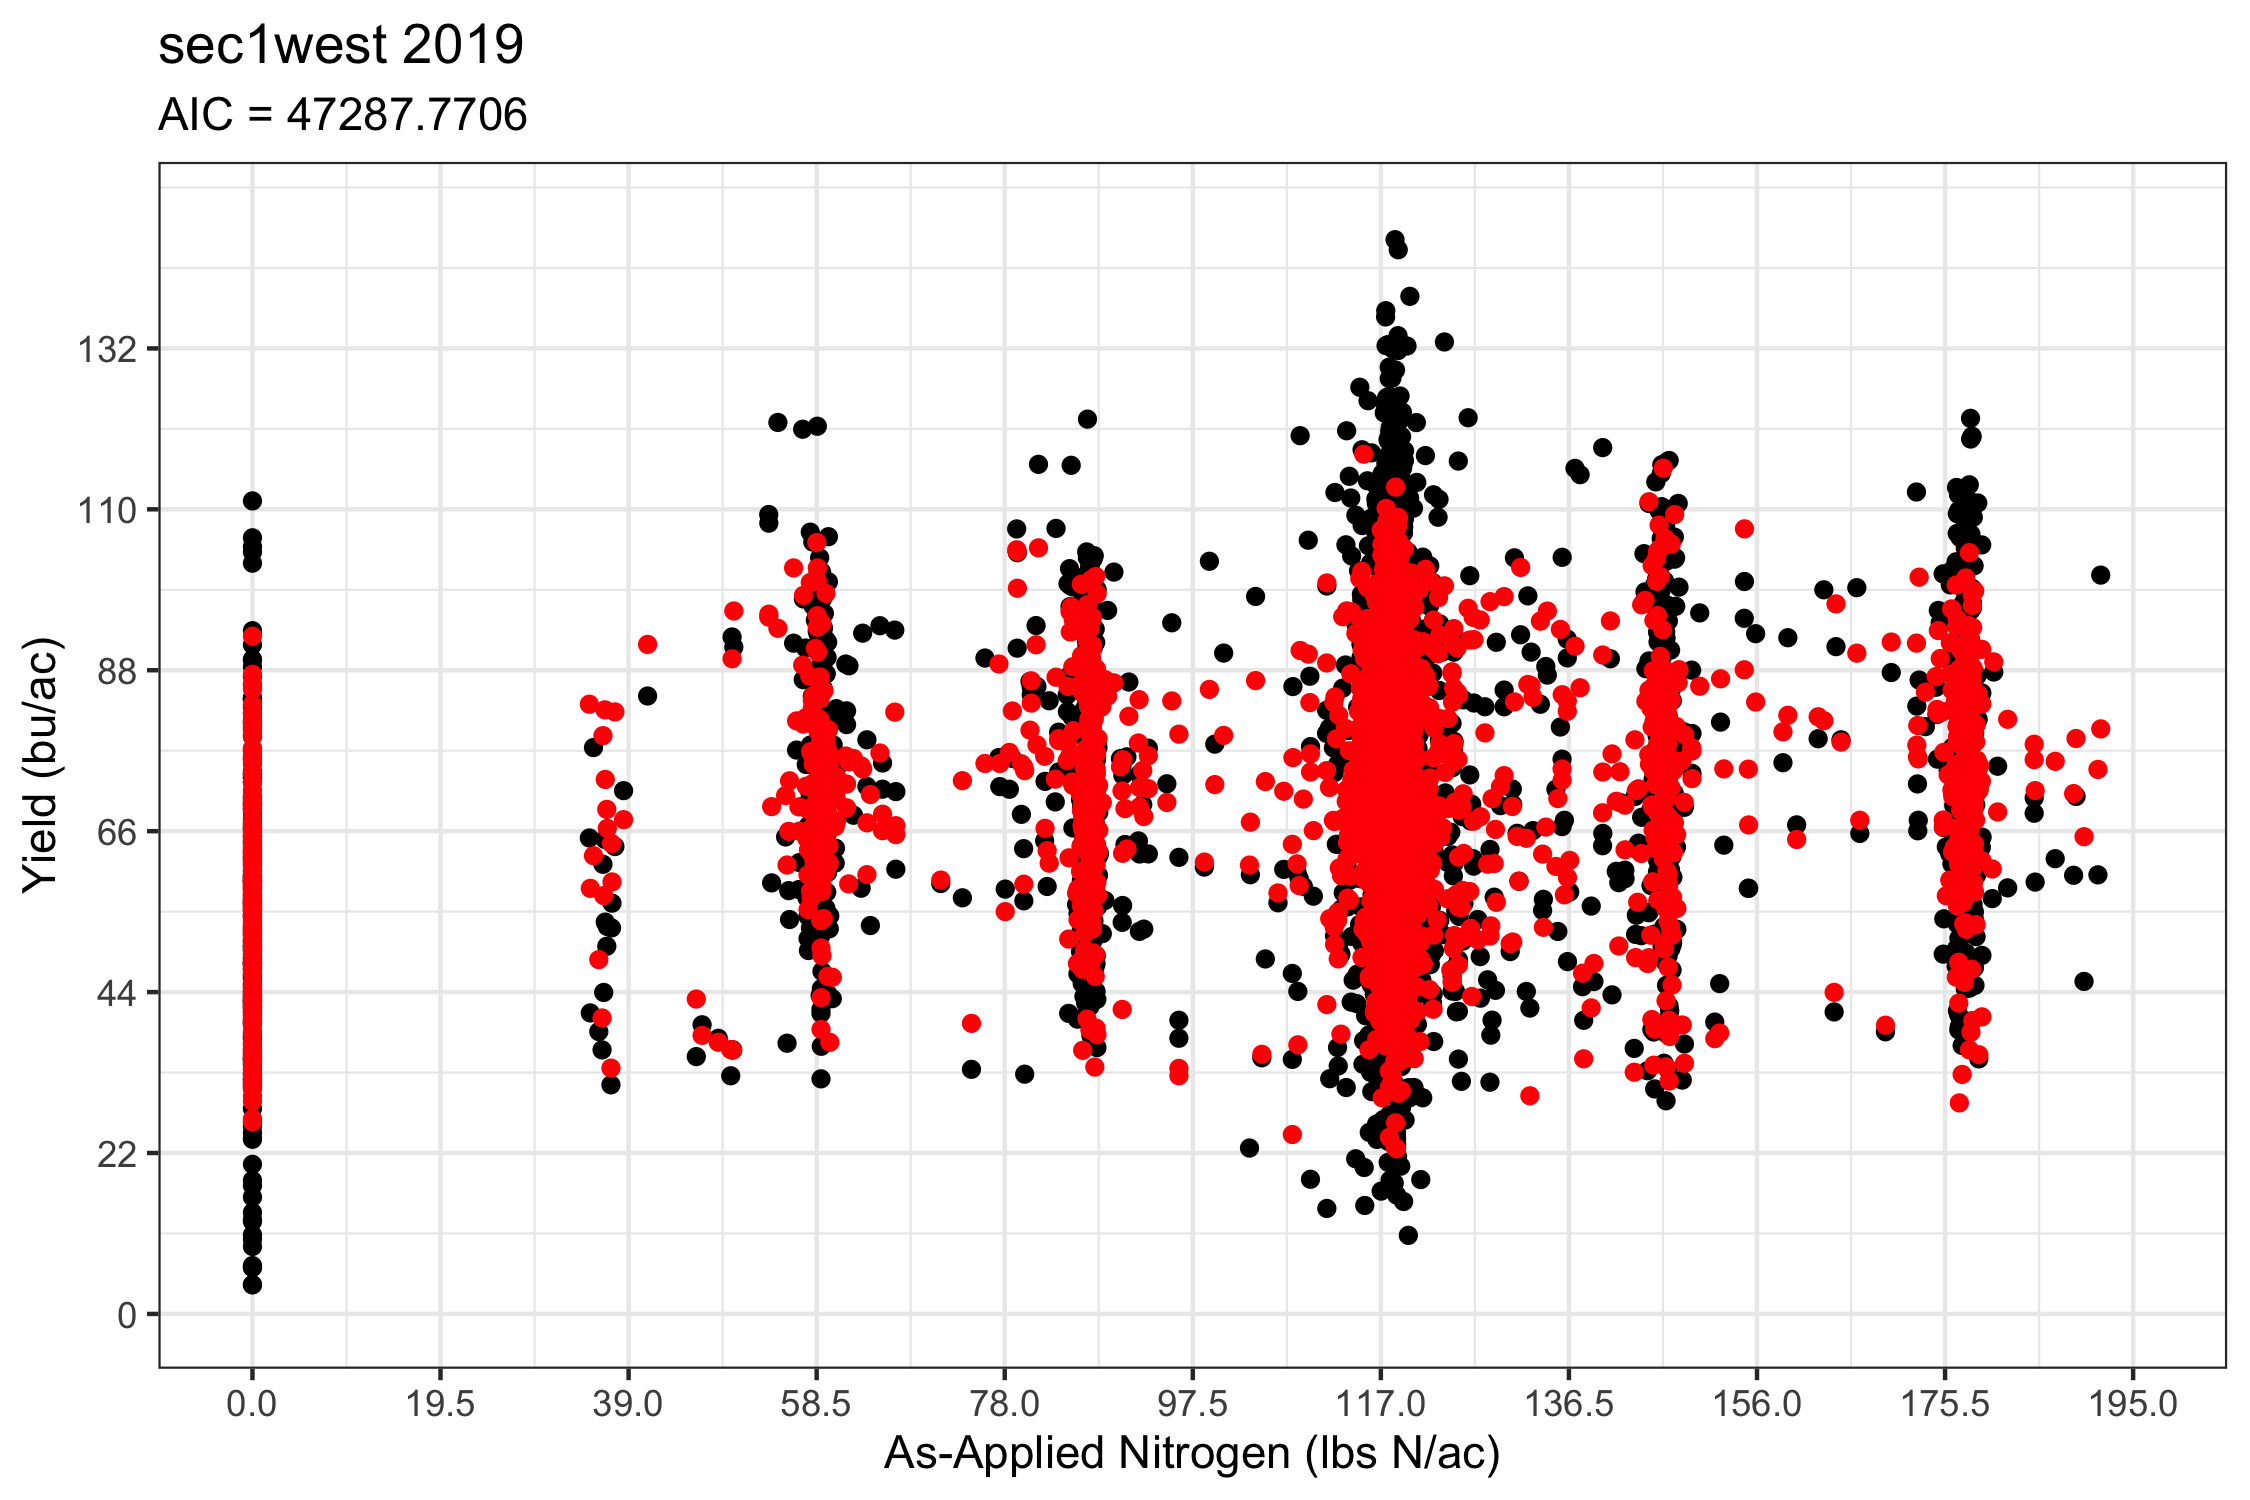 sec1west 2019
AIC = 47287.7706
Yield (bu/ac)
132
110
88
66
44
22
0
0.0 19.5 39.0 58.5 78.0 97.5 117.0 136.5 156.0 175.5 195.0
As-Applied Nitrogen (lbs N/ac)